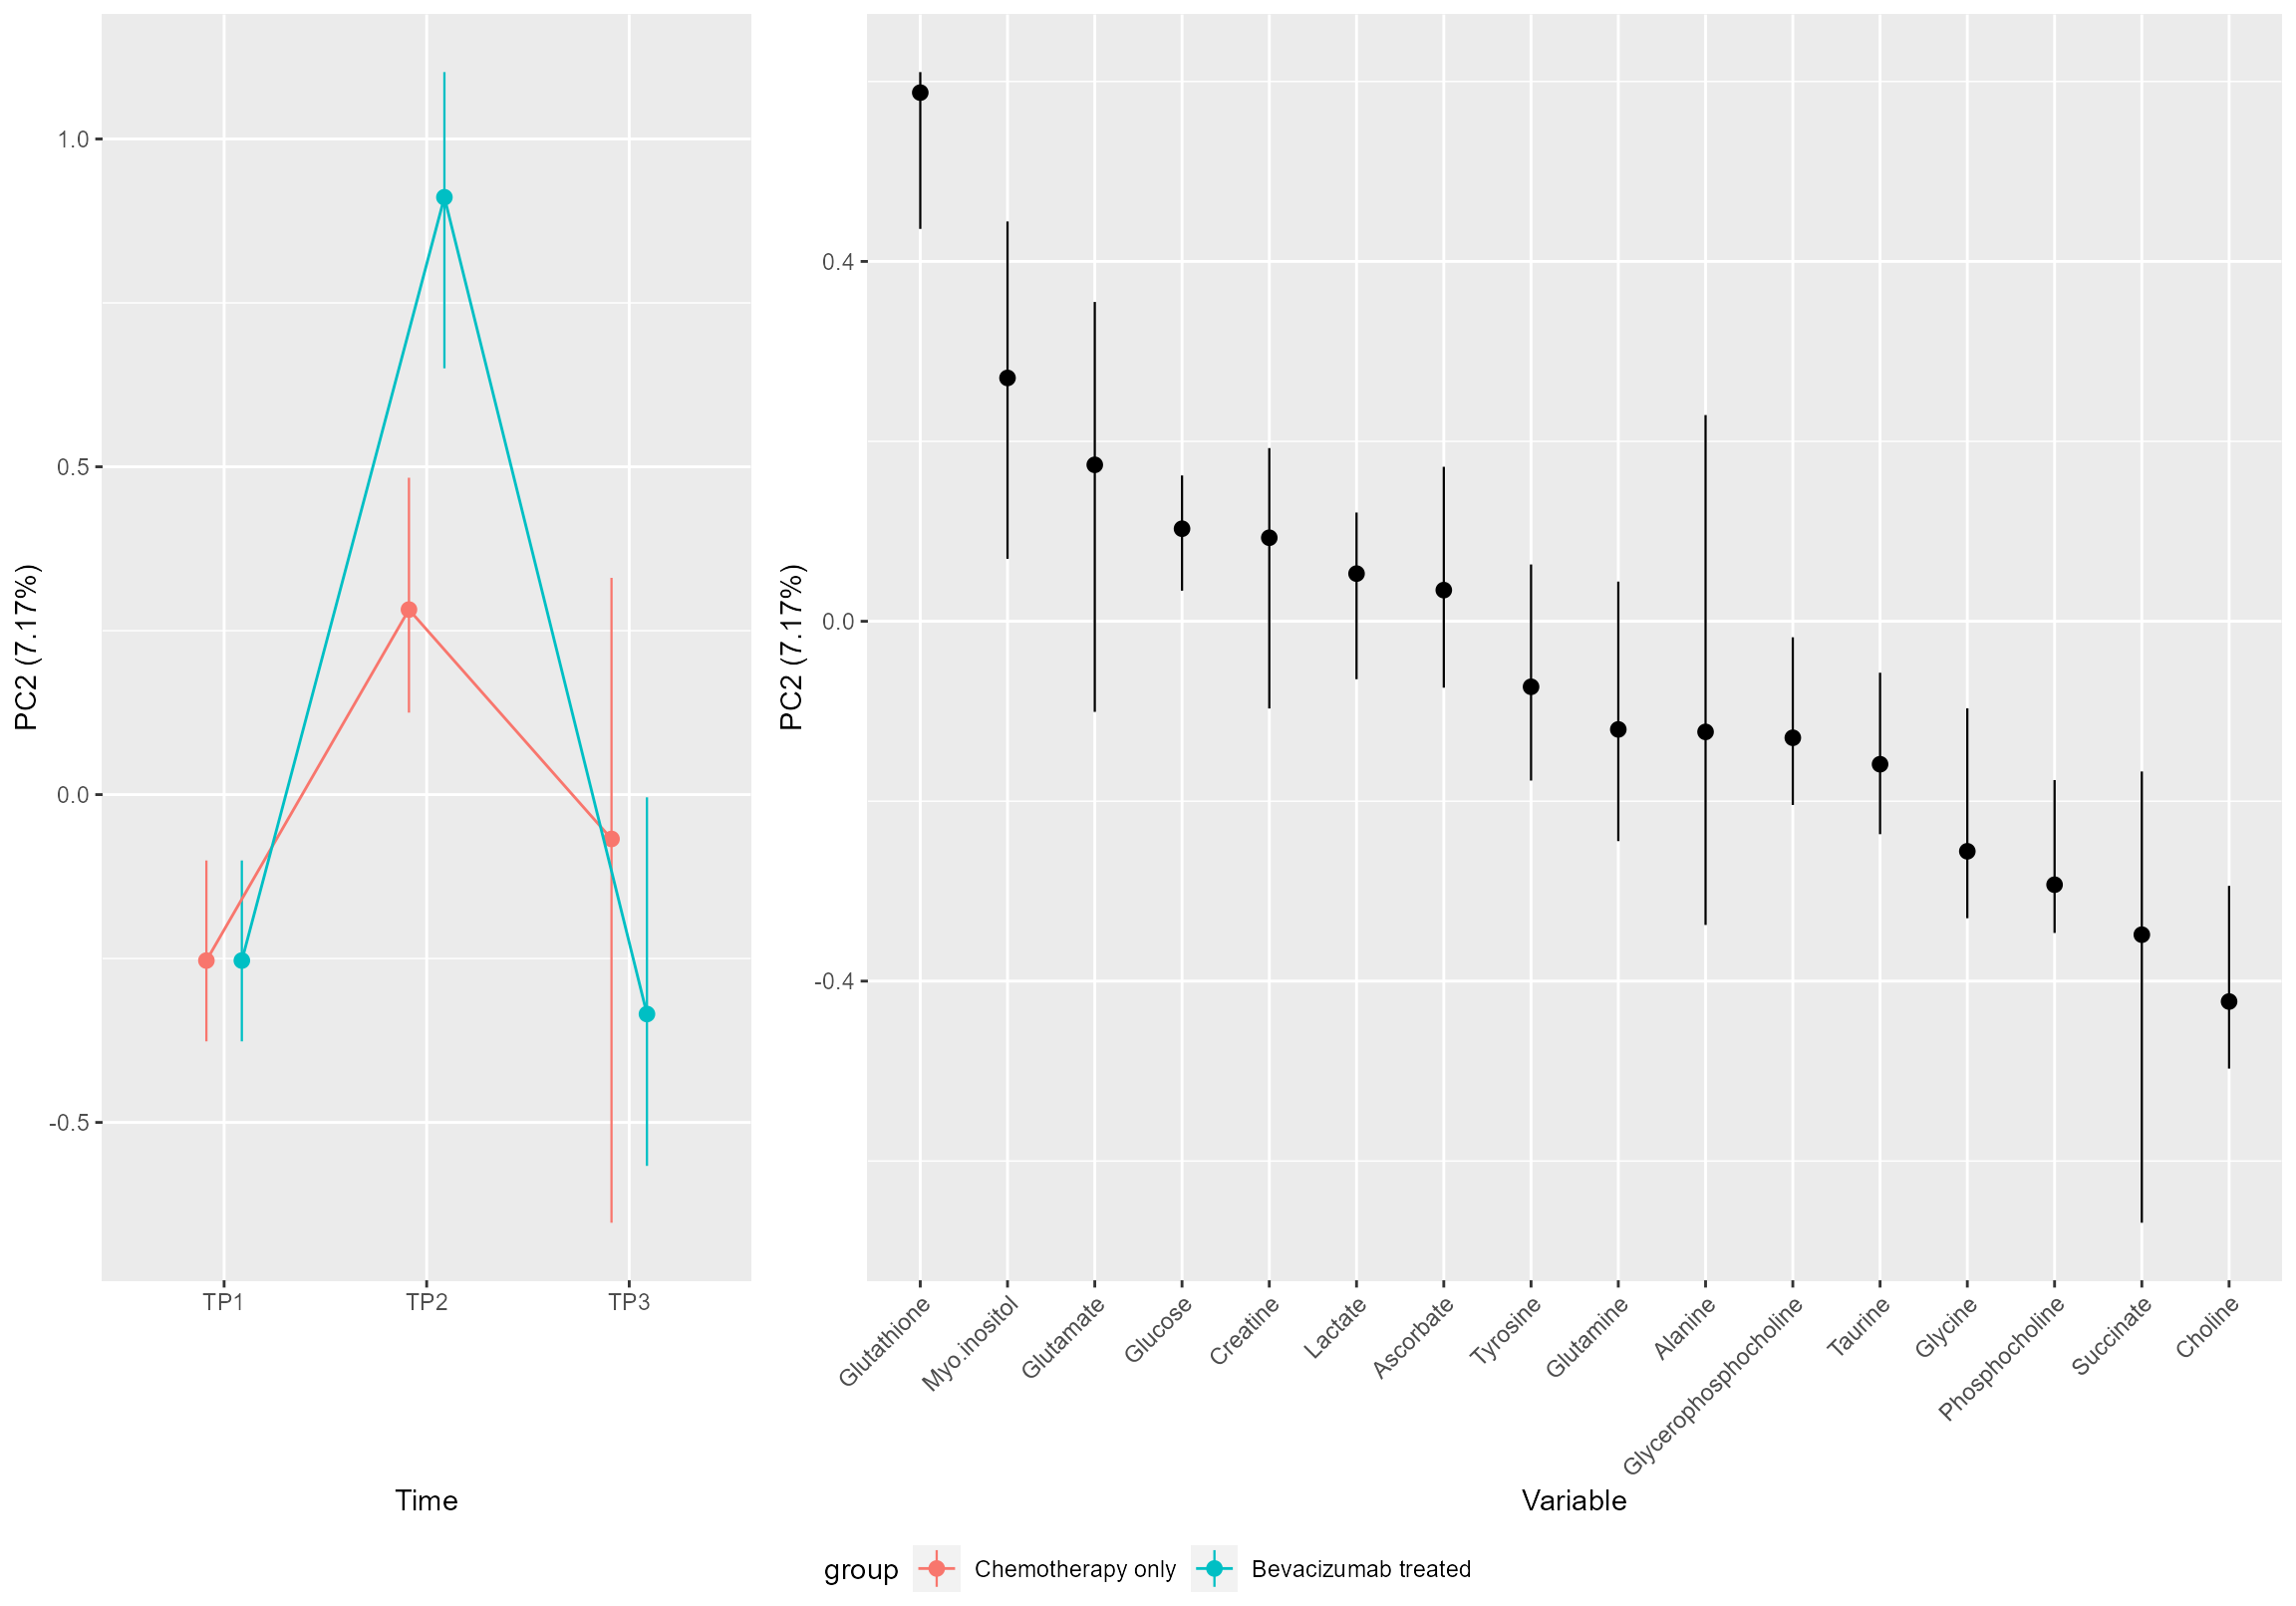 PC2 (7.17%)
1.0
0.5
0.0
-0.5
TP1
TP2
TP3
Time
PC2 (7.17%)
0.4
0.0
-0.4
Glutathione
Myo.inositol
Glutamate
Glucose
Creatine
Lactate
Ascorbate
Tyrosine
Glutamine
Alanine
Glycerophosphocholine
Taurine
Glycine
Phosphocholine
Succinate
Choline
Variable
group Chemotherapy only Bevacizumab treated